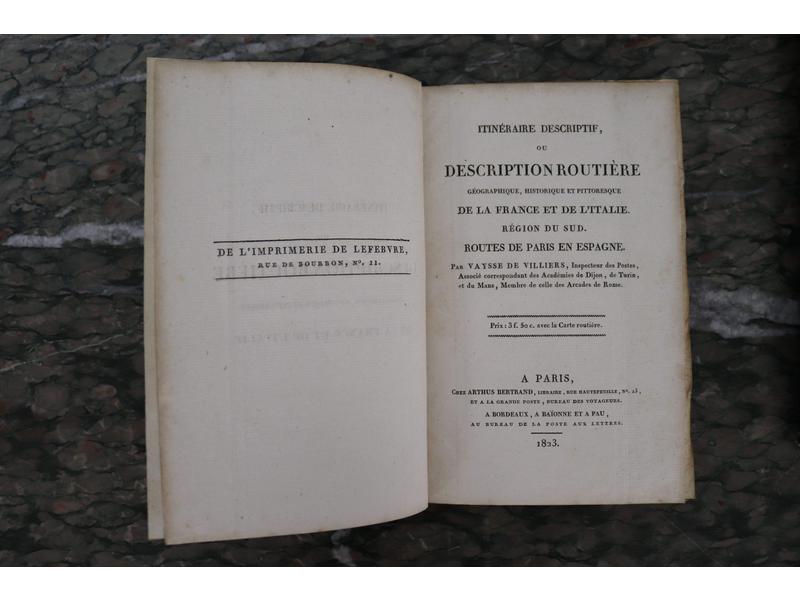 DE L'IMPRIMERIE DE LEFEBVRE,
RUE DE BOURBON, Nº. 11.
ITINÉRAIRE DESCRIPTIF,
OU
DESCRIPTION ROUTIÈRE
GÉOGRAPHIQUE, HISTORIQUE ET PITTORESQUE
DE LA FRANCE ET DE L'ITALIE.
RÉGION DU SUD.
ROUTES DE PARIS EN ESPAGNE.
PAR VAYSSE DE VILLIERS, Inspecteur des Postes,
Associé correspondant des Académies de Dijon, de Turin,
et du Mans, Membre de celle des Arcades de Rome.
Prix : 3 f. 50 c. avec la Carte routière.
A PARIS,
CHEZ ARTHUS BERTRAND, LIBRAIRE, RUE HAUTEFEUILLE, Nº. 23,
ET A LA GRANDE POSTE, BUREAU DES VOYAGEURS.
A BORDEAUX, A BAÏONNE ET A PAU,
AU BUREAU DE LA POSTE AUX LETTRES.
1823.